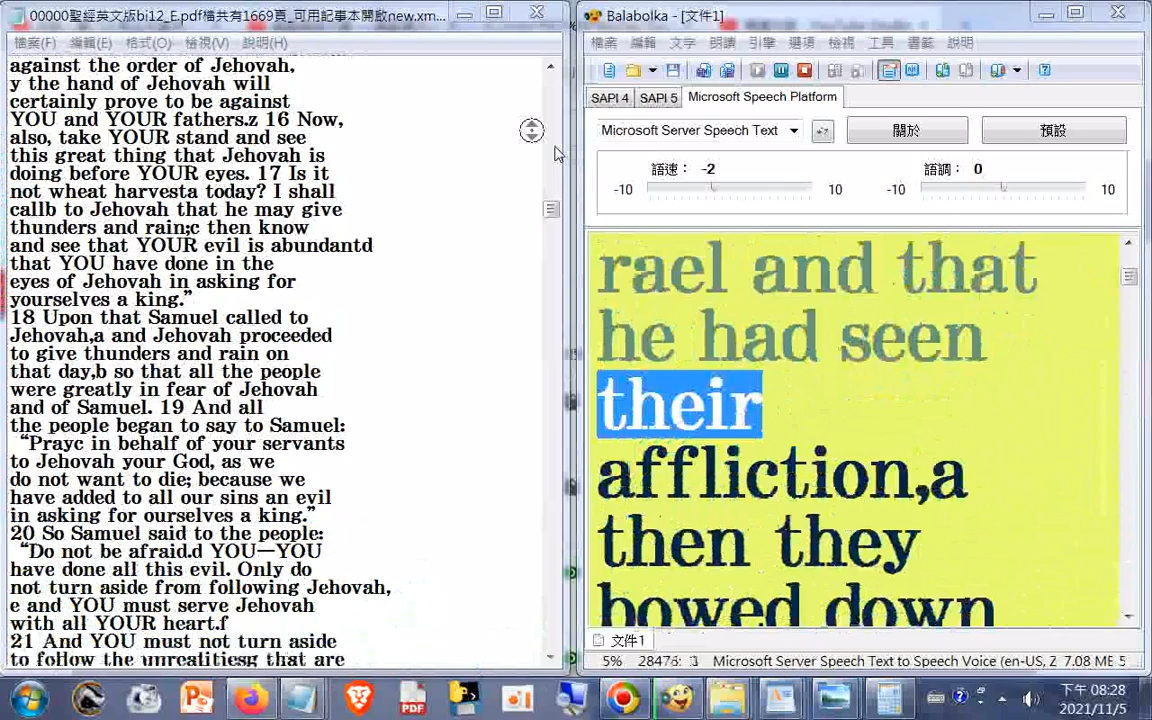 00000聖經英文版bi12_E.pdf檔共有1669頁_可用記事本開啟new.xm...
檔案(F) 編輯(E) 格式(O) 檢視(V) 說明(H)
against the order of Jehovah,
y the hand of Jehovah will
certainly prove to be against
YOU and YOUR fathers.z 16 Now,
also, take YOUR stand and see
this great thing that Jehovah is
doing before YOUR eyes. 17 Is it
not wheat harvesta today? I shall
callb to Jehovah that he may give
thunders and rain;c then know
and see that YOUR evil is abundantd
that YOU have done in the
eyes of Jehovah in asking for
yourselves a king.”
18 Upon that Samuel called to
Jehovah,a and Jehovah proceeded
to give thunders and rain on
that day,b so that all the people
were greatly in fear of Jehovah
and of Samuel. 19 And all
the people began to say to Samuel:
“Prayc in behalf of your servants
to Jehovah your God, as we
do not want to die; because we
have added to all our sins an evil
in asking for ourselves a king.”
20 So Samuel said to the people:
“Do not be afraid.d YOU—YOU
have done all this evil. Only do
not turn aside from following Jehovah,
e and YOU must serve Jehovah
with all YOUR heart.f
21 And YOU must not turn aside
to follow the unrealitiesg that are
Balabolka - [文件1]
檔案 編輯 文字 朗讀 引擎 選項 檢視 工具 書籤 說明
SAPI 4 SAPI 5 Microsoft Speech Platform
Microsoft Server Speech Text 關於 預設
語速： -2 語調： 0
-10 10 -10 10
rael and that
he had seen
their
affliction,a
then they
bowed down
文件1
5% 28476: 1 Microsoft Server Speech Text to Speech Voice (en-US, Z 7.08 MB 5
下午 08:28
2021/11/5